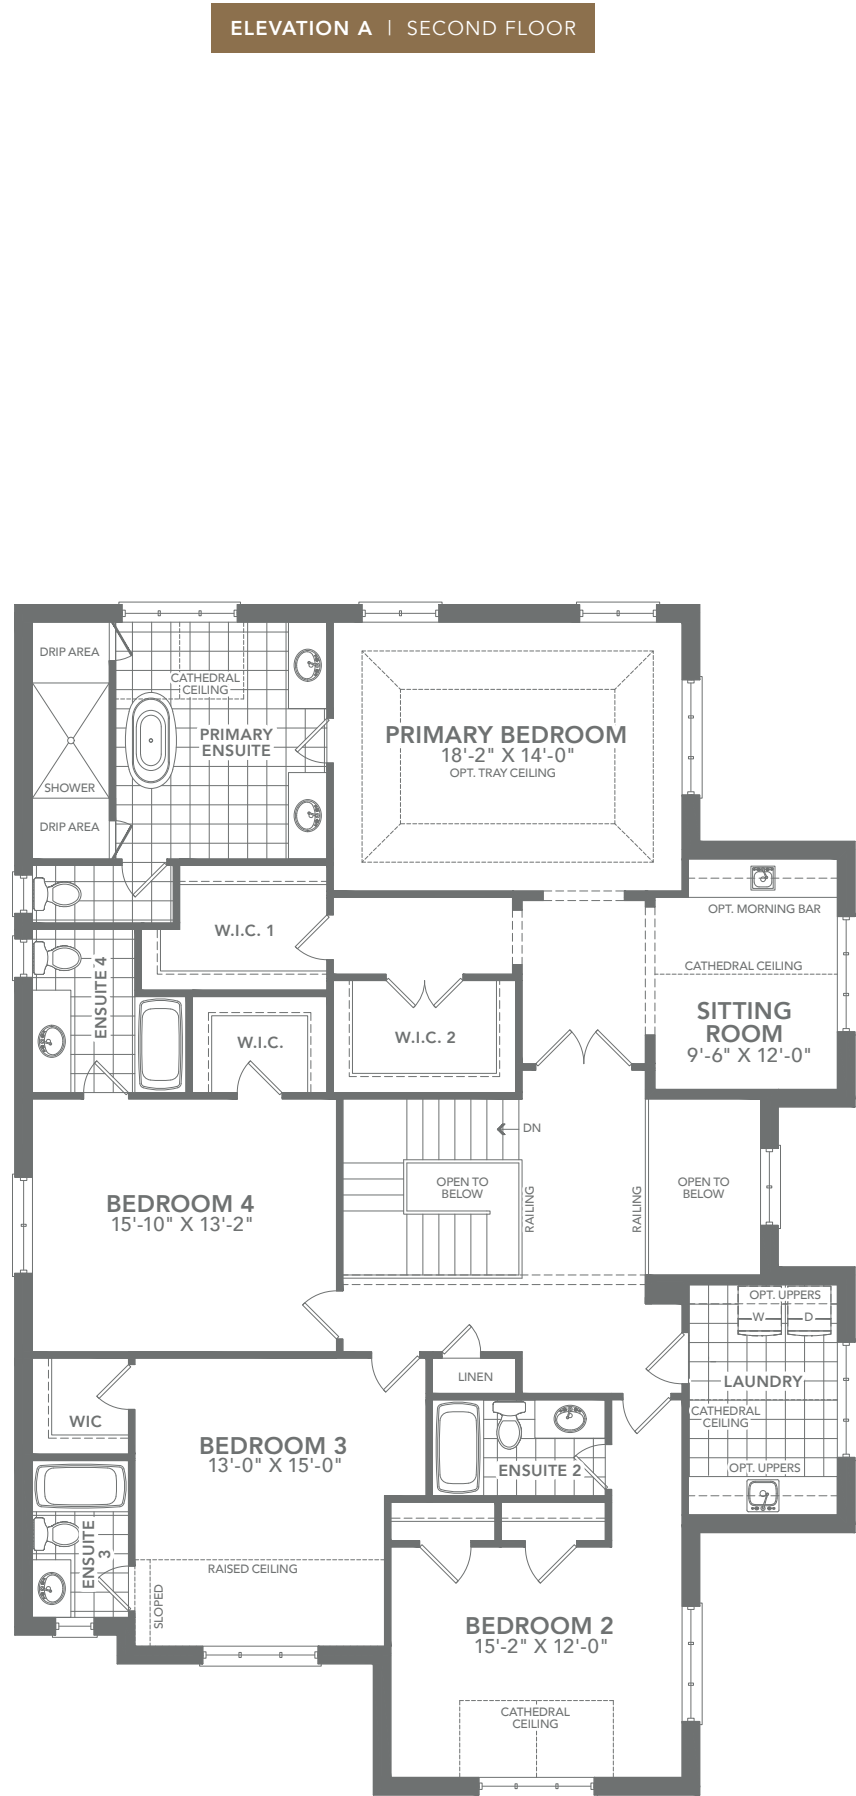 ELEVATION A | SECOND FLOOR
DRIP AREA
CATHEDRAL
CEILING
PRIMARY
ENSUITE
SHOWER
DRIP AREA
PRIMARY BEDROOM
18'-2" X 14'-0"
OPT. TRAY CEILING
W.I.C. 1
OPT. MORNING BAR
CATHEDRAL CEILING
SITTING
ROOM
9'-6" X 12'-0"
ENSUITE 4
W.I.C.
W.I.C. 2
DN
OPEN TO
BELOW
RAILING
RAILING
OPEN TO
BELOW
BEDROOM 4
15'-10" X 13'-2"
OPT. UPPERS
W
D
LAUNDRY
CATHEDRAL
CEILING
OPT. UPPERS
LINEN
WIC
BEDROOM 3
13'-0" X 15'-0"
ENSUITE 2
ENSUITE
3
RAISED CEILING
SLOPED
BEDROOM 2
15'-2" X 12'-0"
CATHEDRAL
CEILING